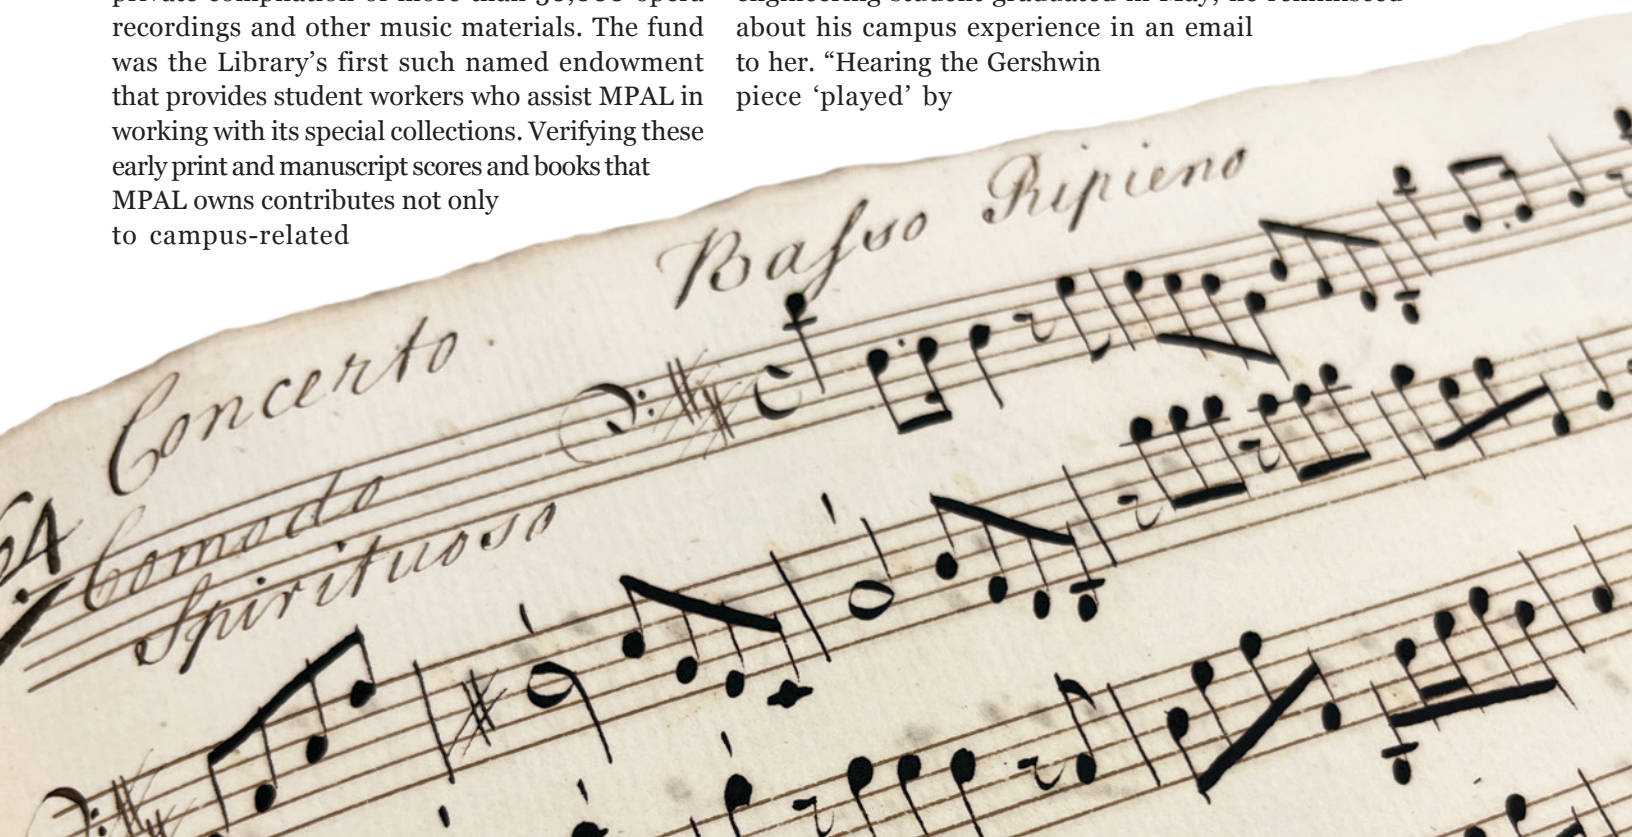 recordings and other music materials. The fund
was the Library’s first such named endowment
that provides student workers who assist MPAL in
working with its special collections. Verifying these
early print and manuscript scores and books that
MPAL owns contributes not only
to campus-related
about his campus experience in an email
to her. “Hearing the Gershwin
piece ‘played’ by
Concerto
Basso Ripieno
Comodo
Spirituoso